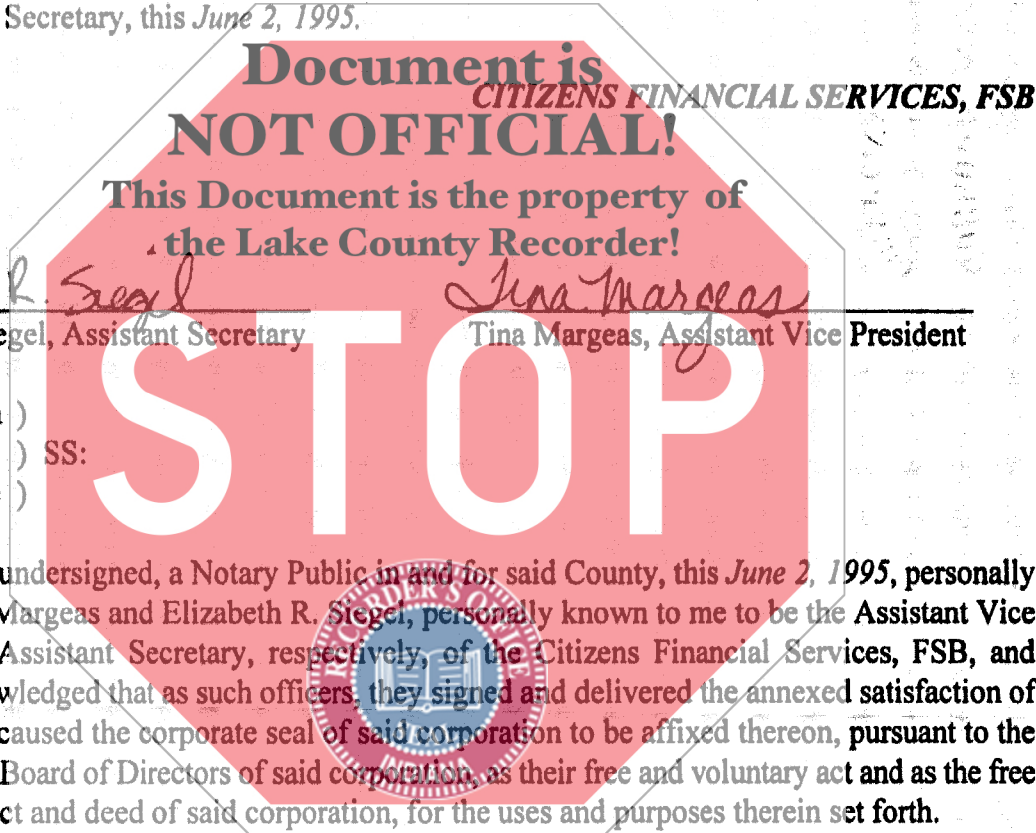 Secretary, this June 2, 1995.
Document is
CITIZENS FINANCIAL SERVICES, FSB
NOT OFFICIAL!
This Document is the property of
the Lake County Recorder!
R. Siegel Tina Margeas
egel, Assistant Secretary Tina Margeas, Assistant Vice President
)
) SS:
)
STOP
undersigned, a Notary Public in and for said County, this June 2, 1995, personally
Margeas and Elizabeth R. Siegel, personally known to me to be the Assistant Vice
Assistant Secretary, respectively, of the Citizens Financial Services, FSB, and
wledged that as such officers, they signed and delivered the annexed satisfaction of
caused the corporate seal of said corporation to be affixed thereon, pursuant to the
Board of Directors of said corporation, as their free and voluntary act and as the free
ct and deed of said corporation, for the uses and purposes therein set forth.
RECORDER'S OFFICE
INDIANA